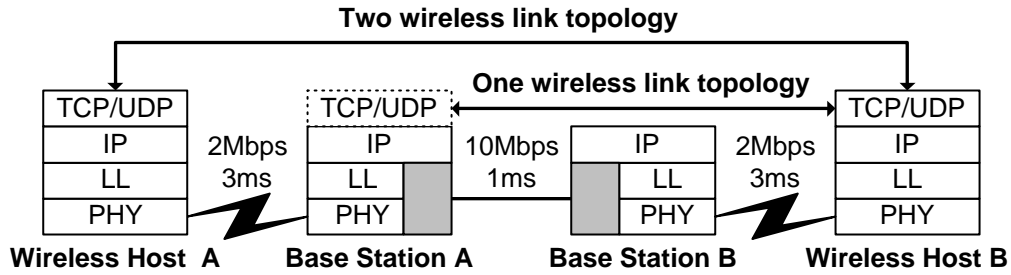 Two wireless link topology
One wireless link topology
TCP/UDP
IP
LL
PHY
Wireless Host A
2Mbps
3ms
TCP/UDP
IP
LL
PHY
Base Station A
10Mbps
1ms
IP
LL
PHY
Base Station B
2Mbps
3ms
TCP/UDP
IP
LL
PHY
Wireless Host B